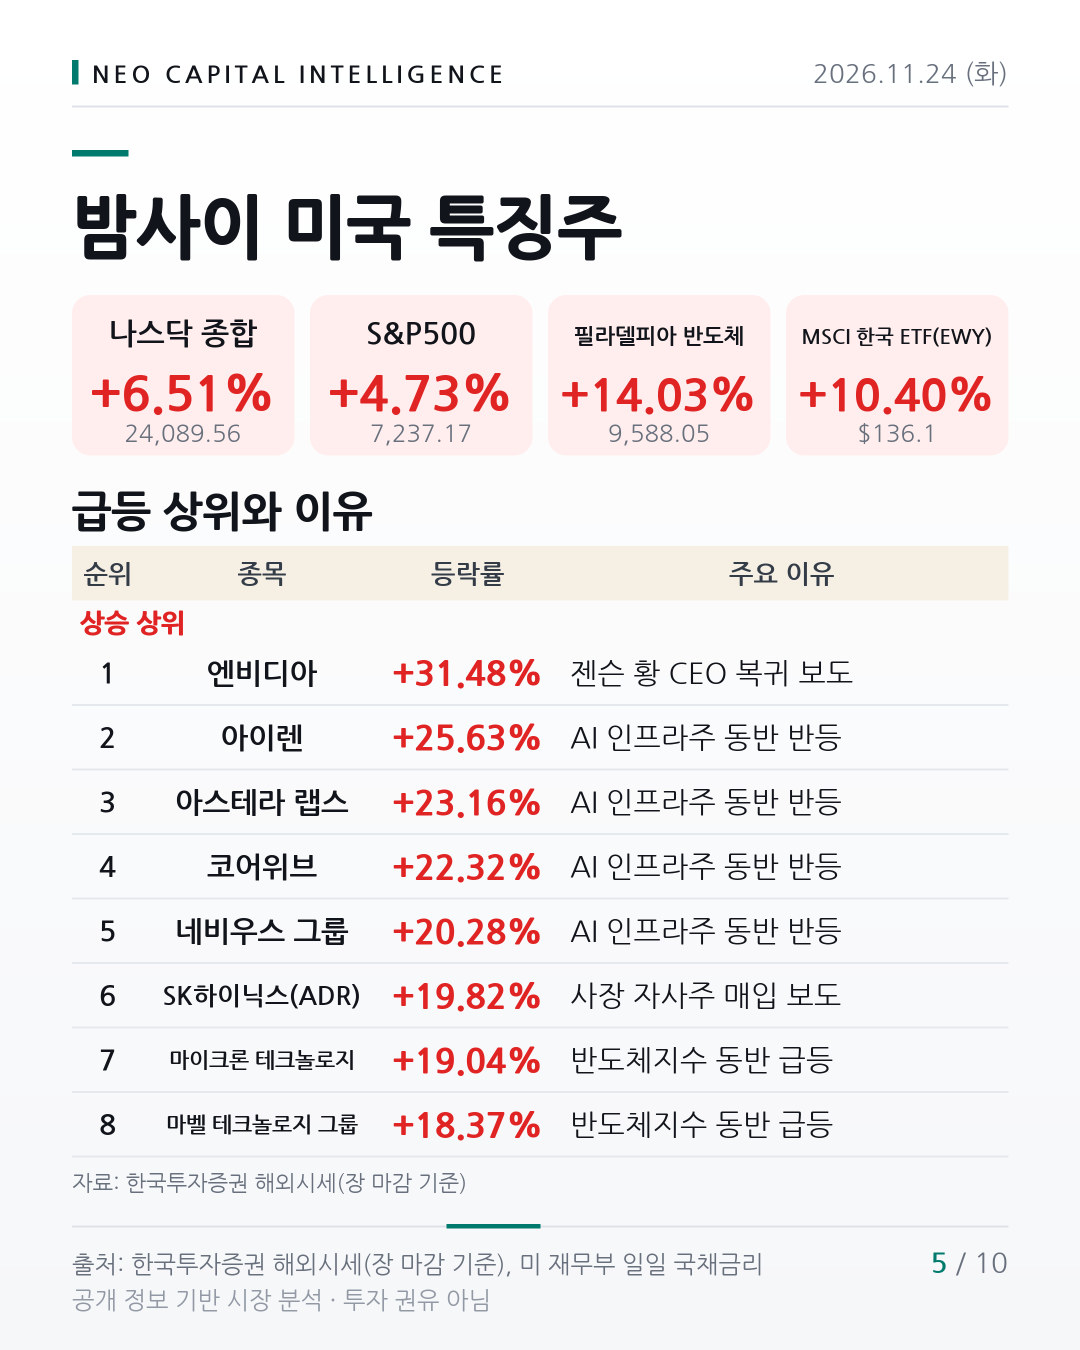 NEO CAPITAL INTELLIGENCE 2026.11.24 (화)
밤사이 미국 특징주
나스닥 종합 S&P500 필라델피아 반도체 MSCI 한국 ETF(EWY)
+6.51% +4.73% +14.03% +10.40%
24,089.56 7,237.17 9,588.05 $136.1
급등 상위와 이유
순위 종목 등락률 주요 이유
상승 상위
1 엔비디아 +31.48% 젠슨 황 CEO 복귀 보도
2 아이렌 +25.63% AI 인프라주 동반 반등
3 아스테라 랩스 +23.16% AI 인프라주 동반 반등
4 코어위브 +22.32% AI 인프라주 동반 반등
5 네비우스 그룹 +20.28% AI 인프라주 동반 반등
6 SK하이닉스(ADR) +19.82% 사장 자사주 매입 보도
7 마이크론 테크놀로지 +19.04% 반도체지수 동반 급등
8 마벨 테크놀로지 그룹 +18.37% 반도체지수 동반 급등
자료: 한국투자증권 해외시세(장 마감 기준)
출처: 한국투자증권 해외시세(장 마감 기준), 미 재무부 일일 국채금리 5 / 10
공개 정보 기반 시장 분석 · 투자 권유 아님